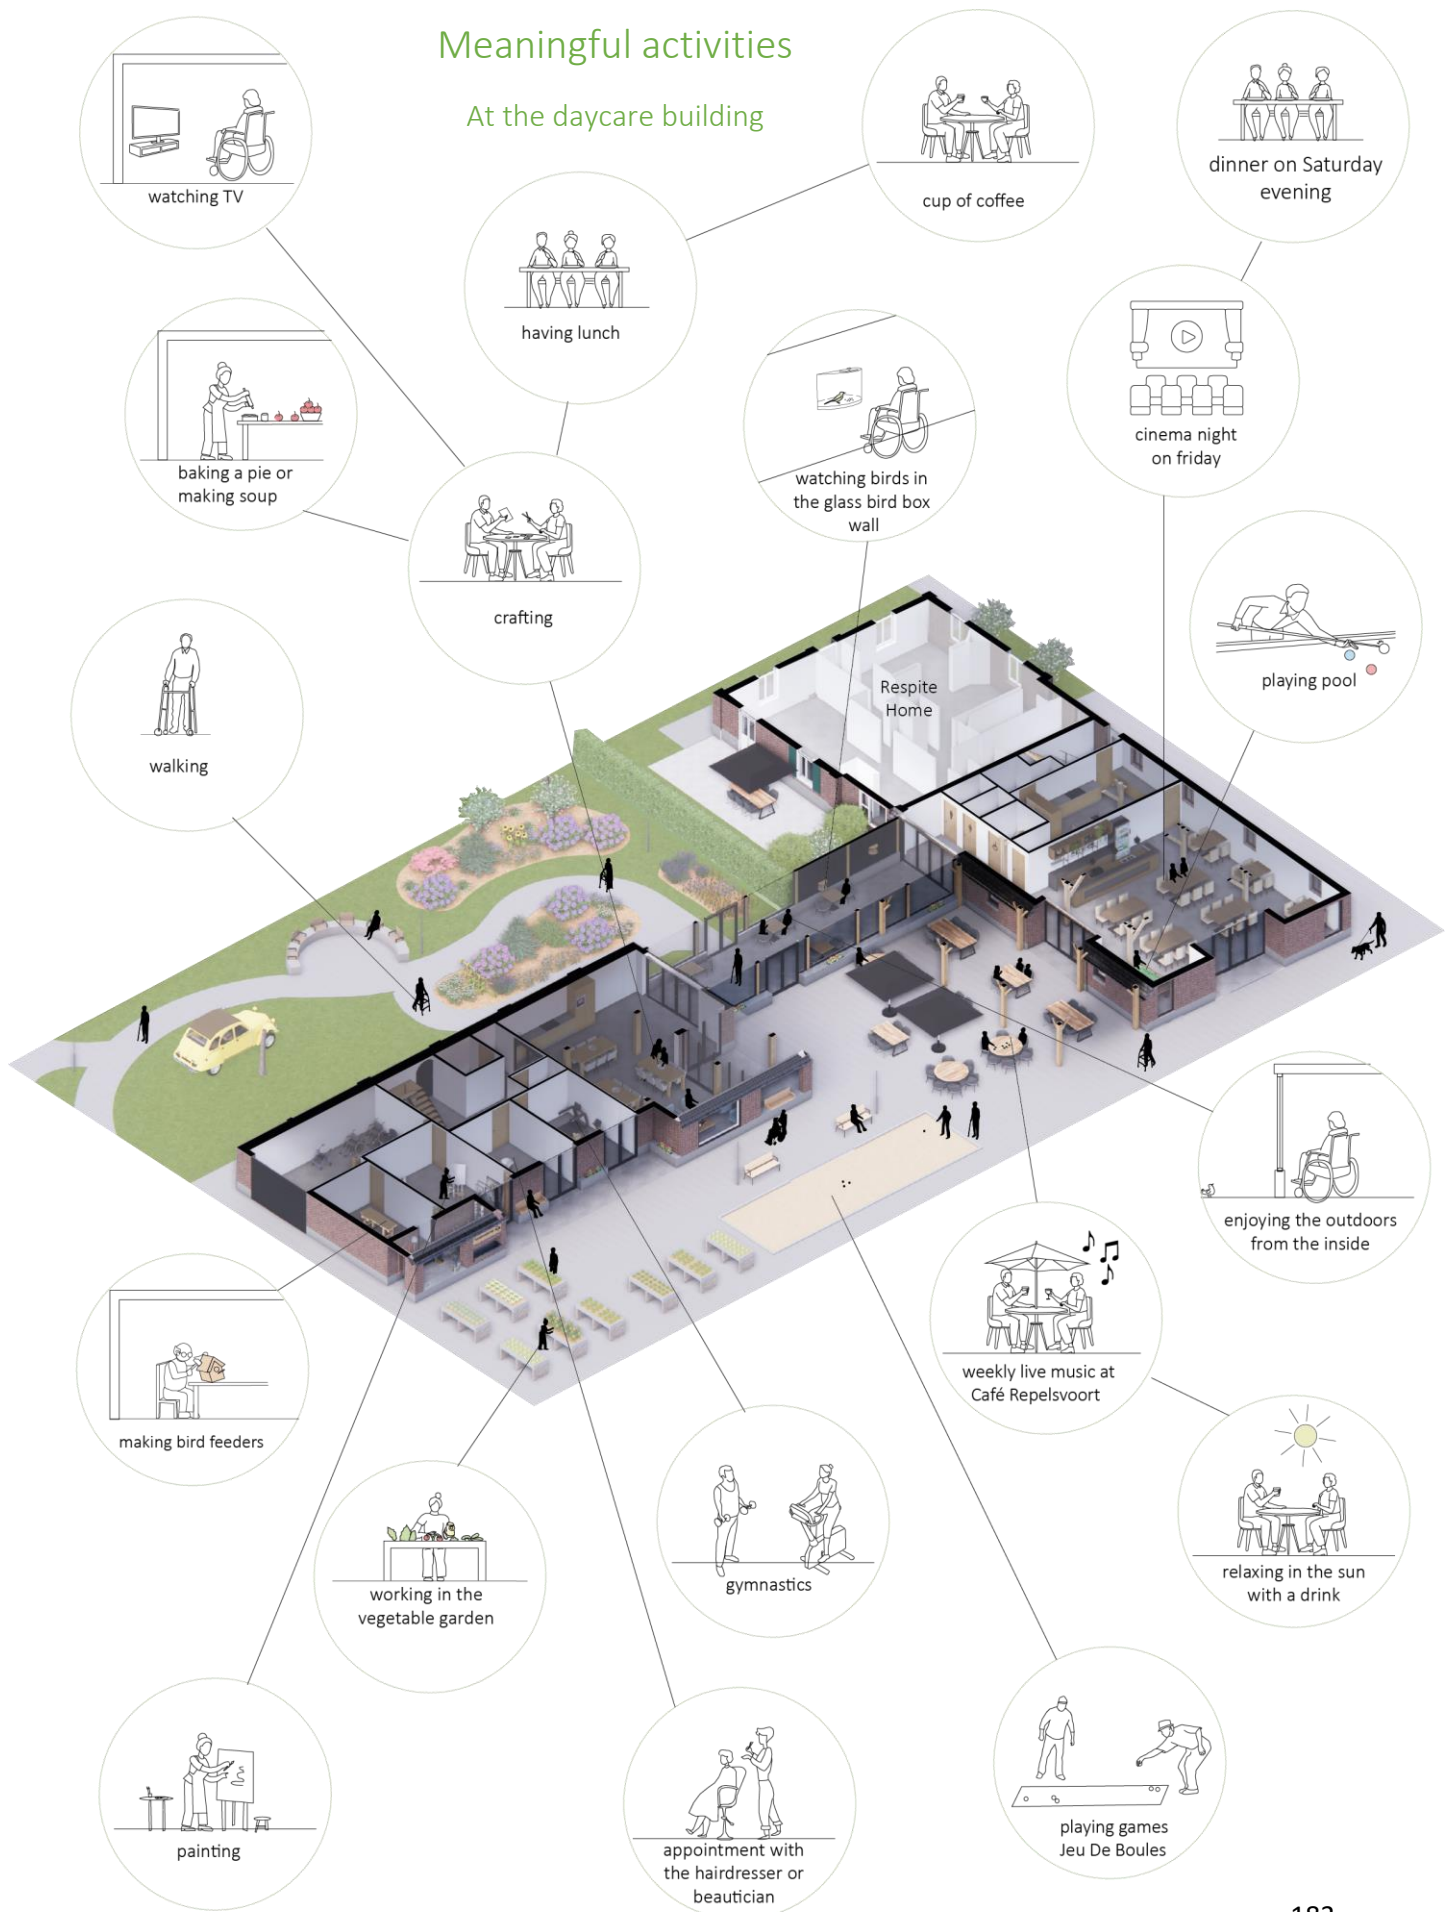 Meaningful activities
At the daycare building
watching TV
cup of coffee
dinner on Saturday
evening
having lunch
baking a pie or
making soup
watching birds in
the glass bird box
wall
cinema night
on friday
crafting
playing pool
Respite
Home
walking
enjoying the outdoors
from the inside
weekly live music at
Café Repelsvoort
making bird feeders
relaxing in the sun
with a drink
gymnastics
working in the
vegetable garden
painting
appointment with
the hairdresser or
beautician
playing games
Jeu De Boules